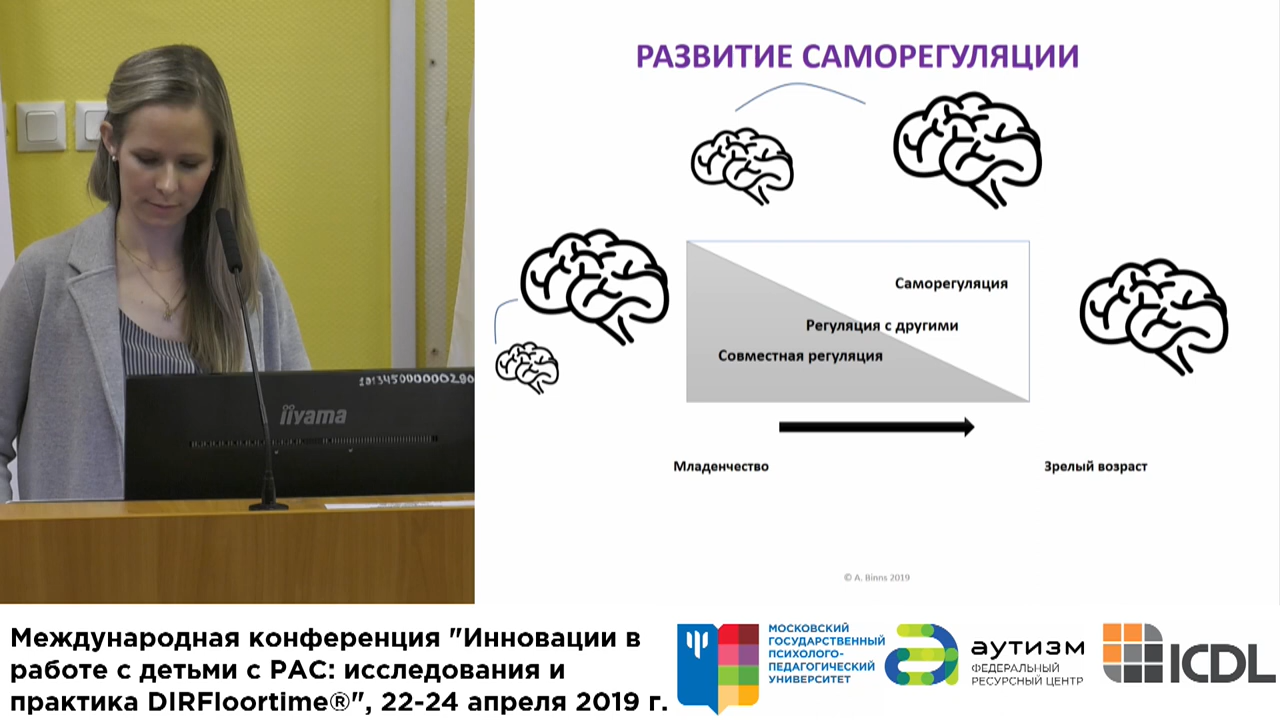 РАЗВИТИЕ САМОРЕГУЛЯЦИИ
Саморегуляция
Регуляция с другими
Совместная регуляция
Младенчество
Зрелый возраст
© A. Binns 2019
iiyama
Международная конференция "Инновации в
работе с детьми с РАС: исследования и
практика DIRFloortime®", 22-24 апреля 2019 г.
МОСКОВСКИЙ
ГОСУДАРСТВЕННЫЙ
ПСИХОЛОГО-
ПЕДАГОГИЧЕСКИЙ
УНИВЕРСИТЕТ
аутизм
ФЕДЕРАЛЬНЫЙ
РЕСУРСНЫЙ ЦЕНТР
ICDL